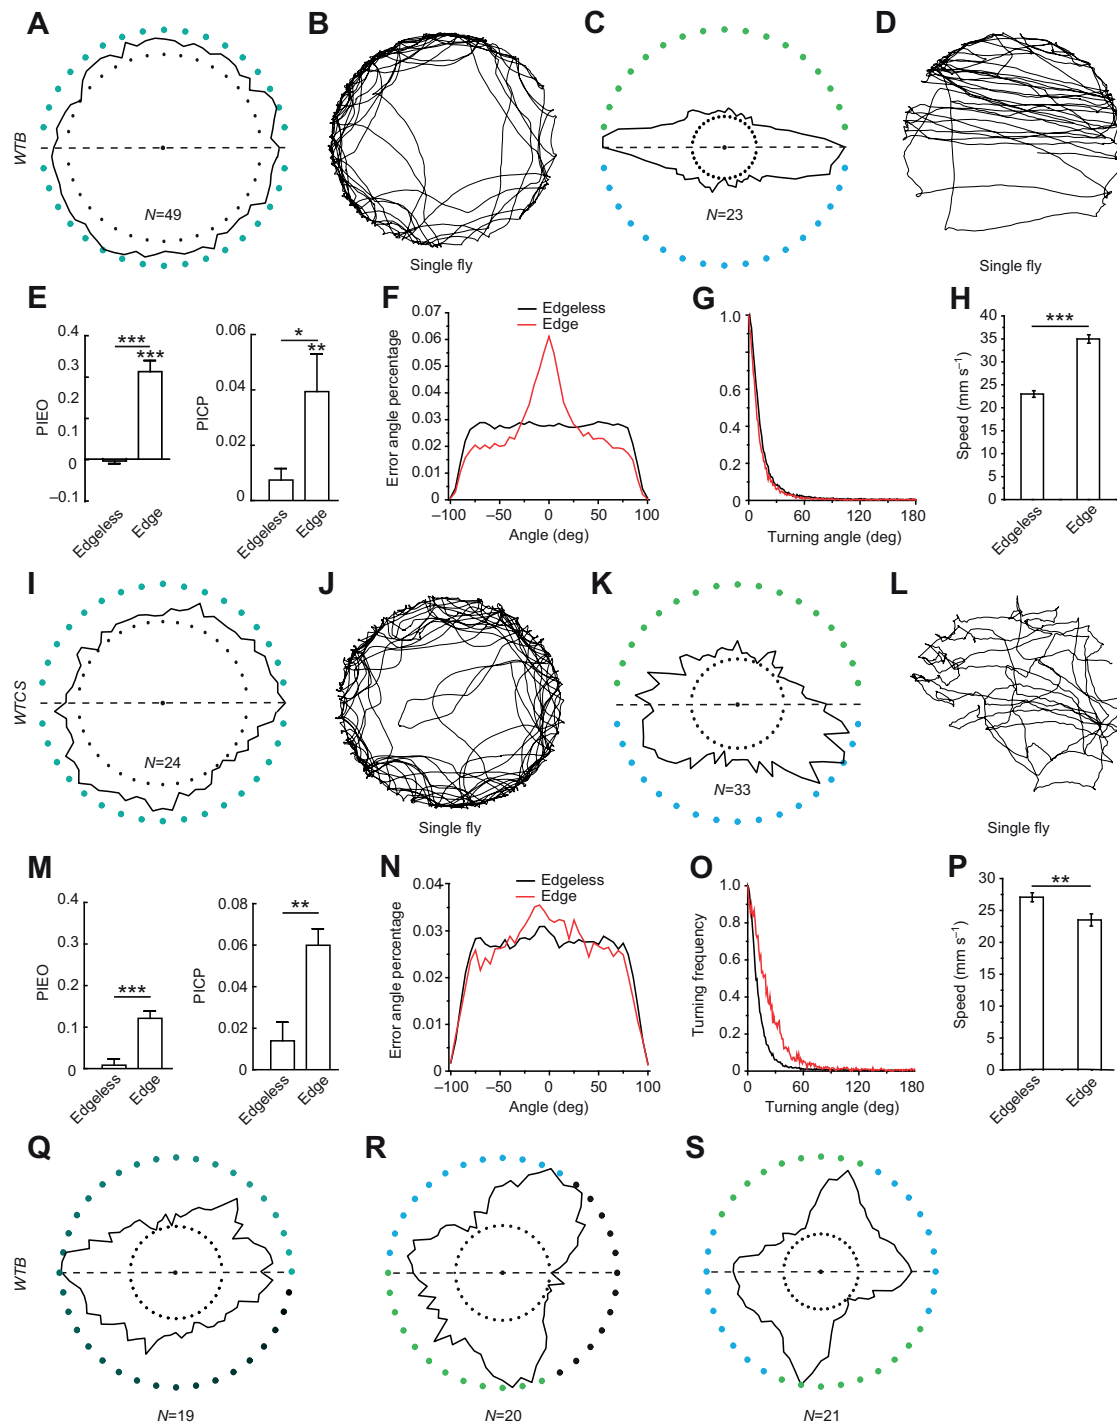 A
B
C
D
WTB
N=49
N=23
Single fly
Single fly
E
F
G
H
0.4
0.3
0.2
0.1
0
–0.1
PIEO
***
***
Edgeless
Edge
0.06
0.04
0.02
0
PICP
*
**
Edgeless
Edge
0.07
0.06
0.05
0.04
0.03
0.02
0.01
0
Error angle percentage
Edgeless
Edge
–100
–50
0
50
100
Angle (deg)
1.0
0.8
0.6
0.4
0.2
0
0
60
120
180
Turning angle (deg)
40
35
30
25
20
15
10
5
0
Speed (mm s–1)
***
Edgeless
Edge
I
J
K
L
WTCS
N=24
Single fly
N=33
Single fly
M
N
O
P
0.4
0.3
0.2
0.1
0
PIEO
***
Edgeless
Edge
0.08
0.06
0.04
0.02
0
PICP
**
Edgeless
Edge
0.04
0.03
0.02
0.01
0
Error angle percentage
Edgeless
Edge
–100
–50
0
50
100
Angle (deg)
1.0
0.8
0.6
0.4
0.2
0
Turning frequency
0
60
120
180
Turning angle (deg)
30
25
20
15
10
5
0
Speed (mm s–1)
**
Edgeless
Edge
Q
R
S
WTB
N=19
N=20
N=21